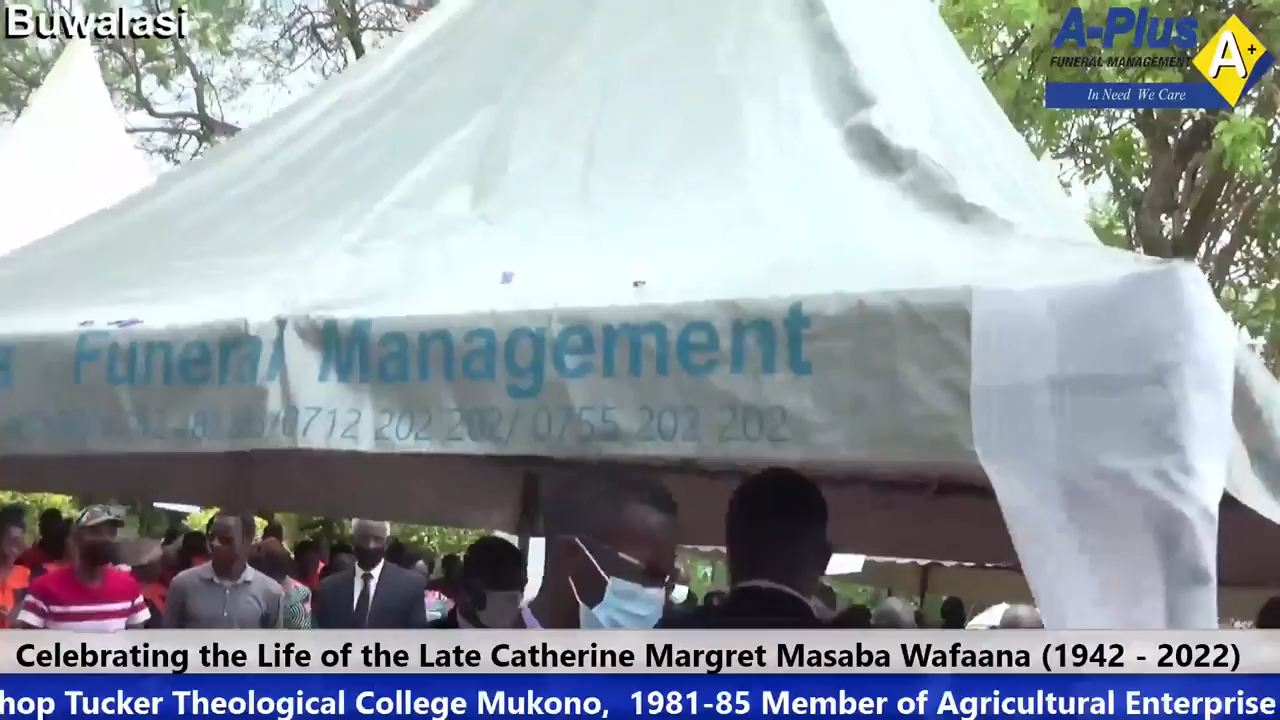 Buwalasi
A-Plus
FUNERAL MANAGEMENT
A+
In Need We Care
s Funeral Management
/0712 202 202/ 0755 202 202
Celebrating the Life of the Late Catherine Margret Masaba Wafaana (1942 - 2022)
hop Tucker Theological College Mukono, 1981-85 Member of Agricultural Enterprise